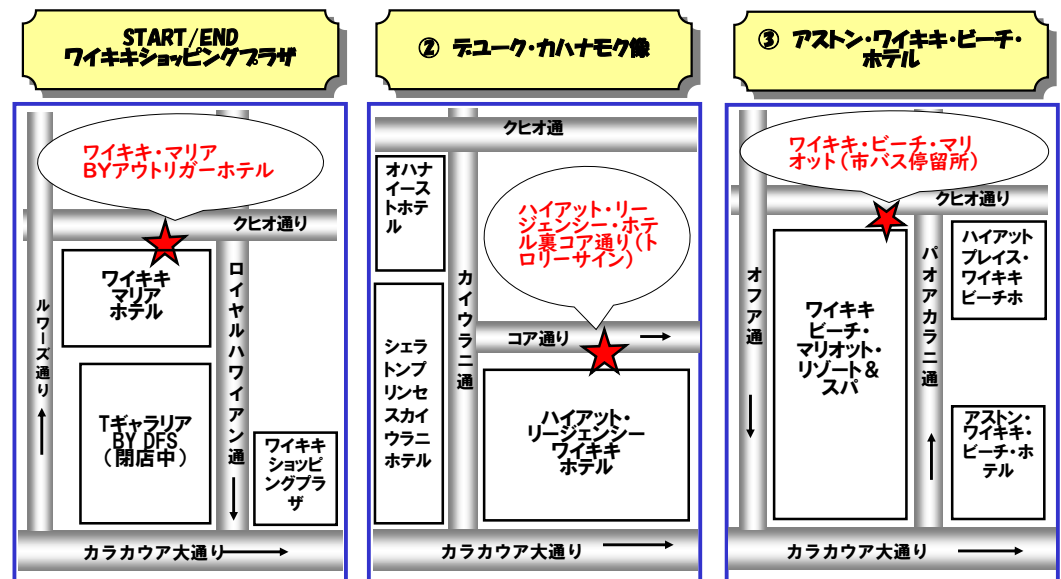 START/END
ワイキキショッピングプラザ
ワイキキ・マリア
BYアウトリガーホテル
クヒオ通り
ワイキキ
マリア
ホテル
ルワーズ通り
ロイヤルハワイアン通
Tギャラリア
BY DFS
（閉店中）
ワイキキ
ショッピ
ングプラ
ザ
カラカウア大通り
② デューク・カハナモク像
クヒオ通
オハナ
イース
トホテ
ル
ハイアット・リー
ジェンシー・ホテ
ル裏コア通り（ト
ロリーサイン）
カイウラニ通
コア通り
シェラ
トンプ
リンセ
スカイ
ウラニ
ホテル
ハイアット・
リージェンシー
ワイキキ
ホテル
カラカウア大通り
③ アストン・ワイキキ・ビーチ・
ホテル
ワイキキ・ビーチ・マリ
オット（市バス停留所）
クヒオ通り
オフア通
ワイキキ
ビーチ・
マリオット・
リゾート＆
スパ
パオアカラニ通
ハイアット
プレイス・
ワイキキ
ビーチホ
アストン・
ワイキキ・
ビーチ・ホ
テル
カラカウア大通り